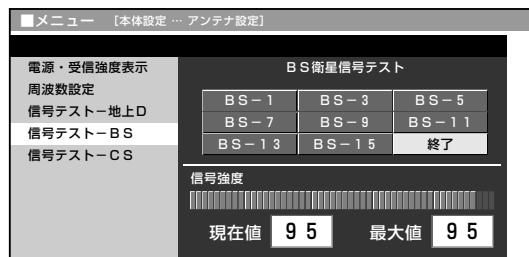 ■メニュー [本体設定 … アンテナ設定]
電源・受信強度表示
周波数設定
信号テスト－地上D
信号テスト－BS
信号テスト－CS
BS衛星信号テスト
BS－1 BS－3 BS－5
BS－7 BS－9 BS－11
BS－13 BS－15 終了
信号強度
現在値 95 最大値 95